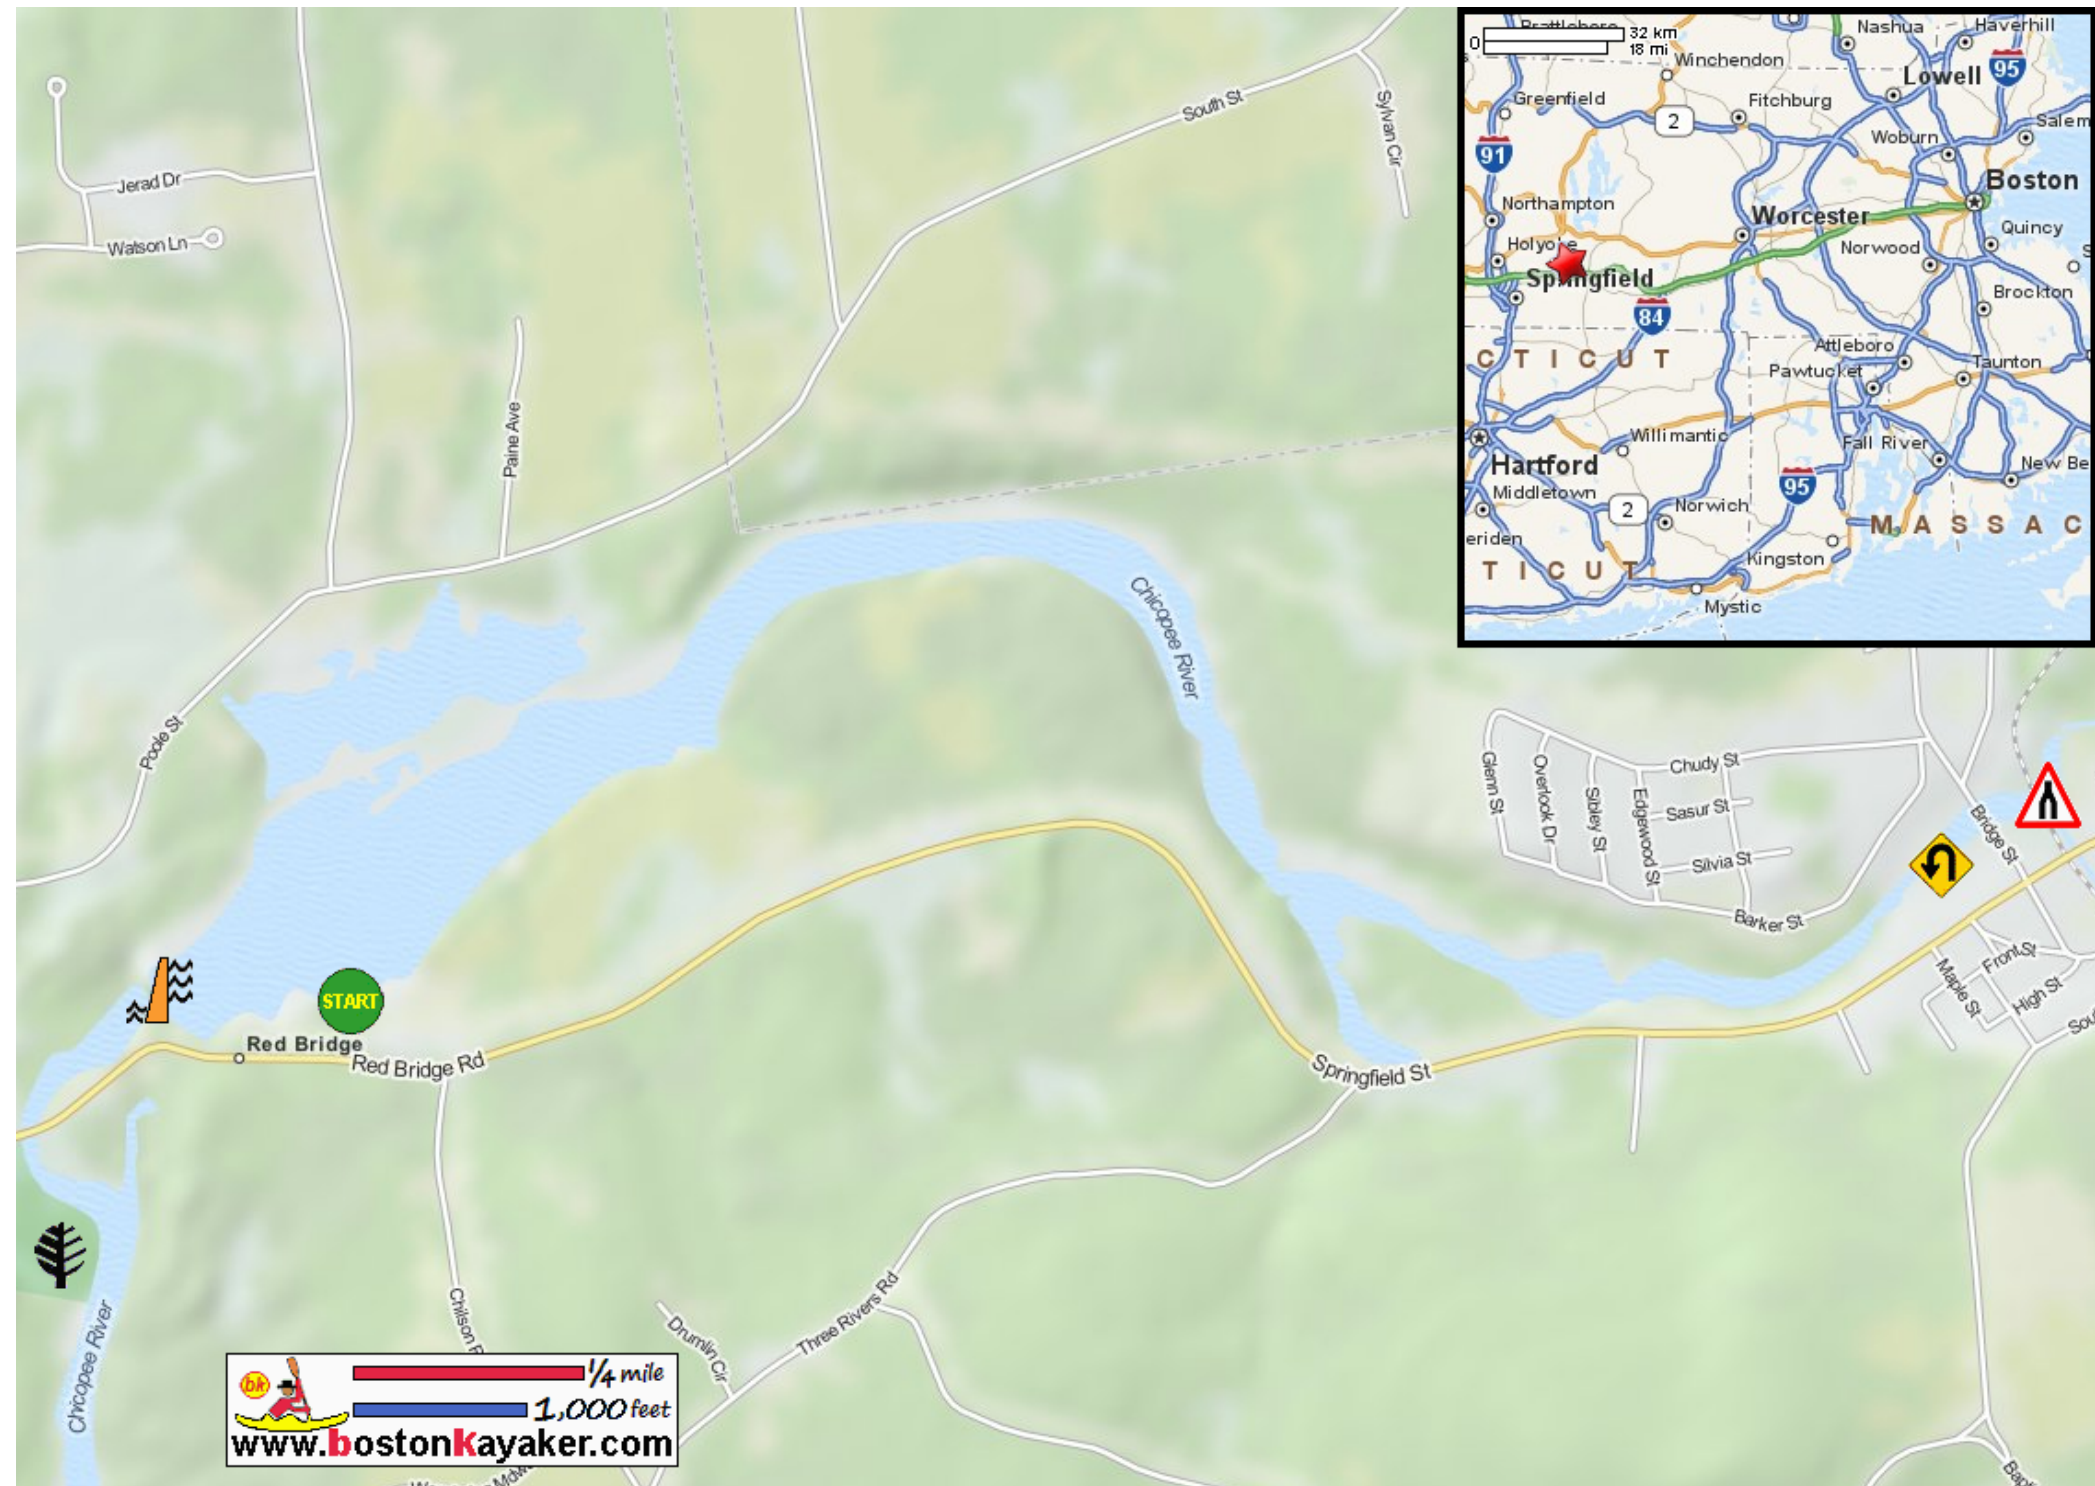 South St
Sylvan Cir
Jerad Dr
Watson Ln
Paine Ave
Poole St
Chicopee River
Glenn St
Overlook Dr
Sibley St
Edgewood St
Chudy St
Sasur St
Silvia St
Barker St
Bridge St
Front St
Maple St
High St
Sou
START
Red Bridge
Red Bridge Rd
Springfield St
Chilson R
Drumlin Cir
Three Rivers Rd
Chicopee River
bk
1/4 mile
1,000 feet
www.bostonkayaker.com
0
32 km
18 mi
Brattleboro
Nashua
Haverhill
Winchendon
Lowell
95
Greenfield
Fitchburg
2
Salem
Woburn
91
Boston
Northampton
Worcester
Quincy
Holyoke
Norwood
S
Springfield
Brockton
84
Attleboro
CTICUT
Taunton
Pawtucket
Willimantic
Fall River
Hartford
New Be
95
Middletown
2
Norwich
MASSAC
eriden
Kingston
TICUT
Mystic